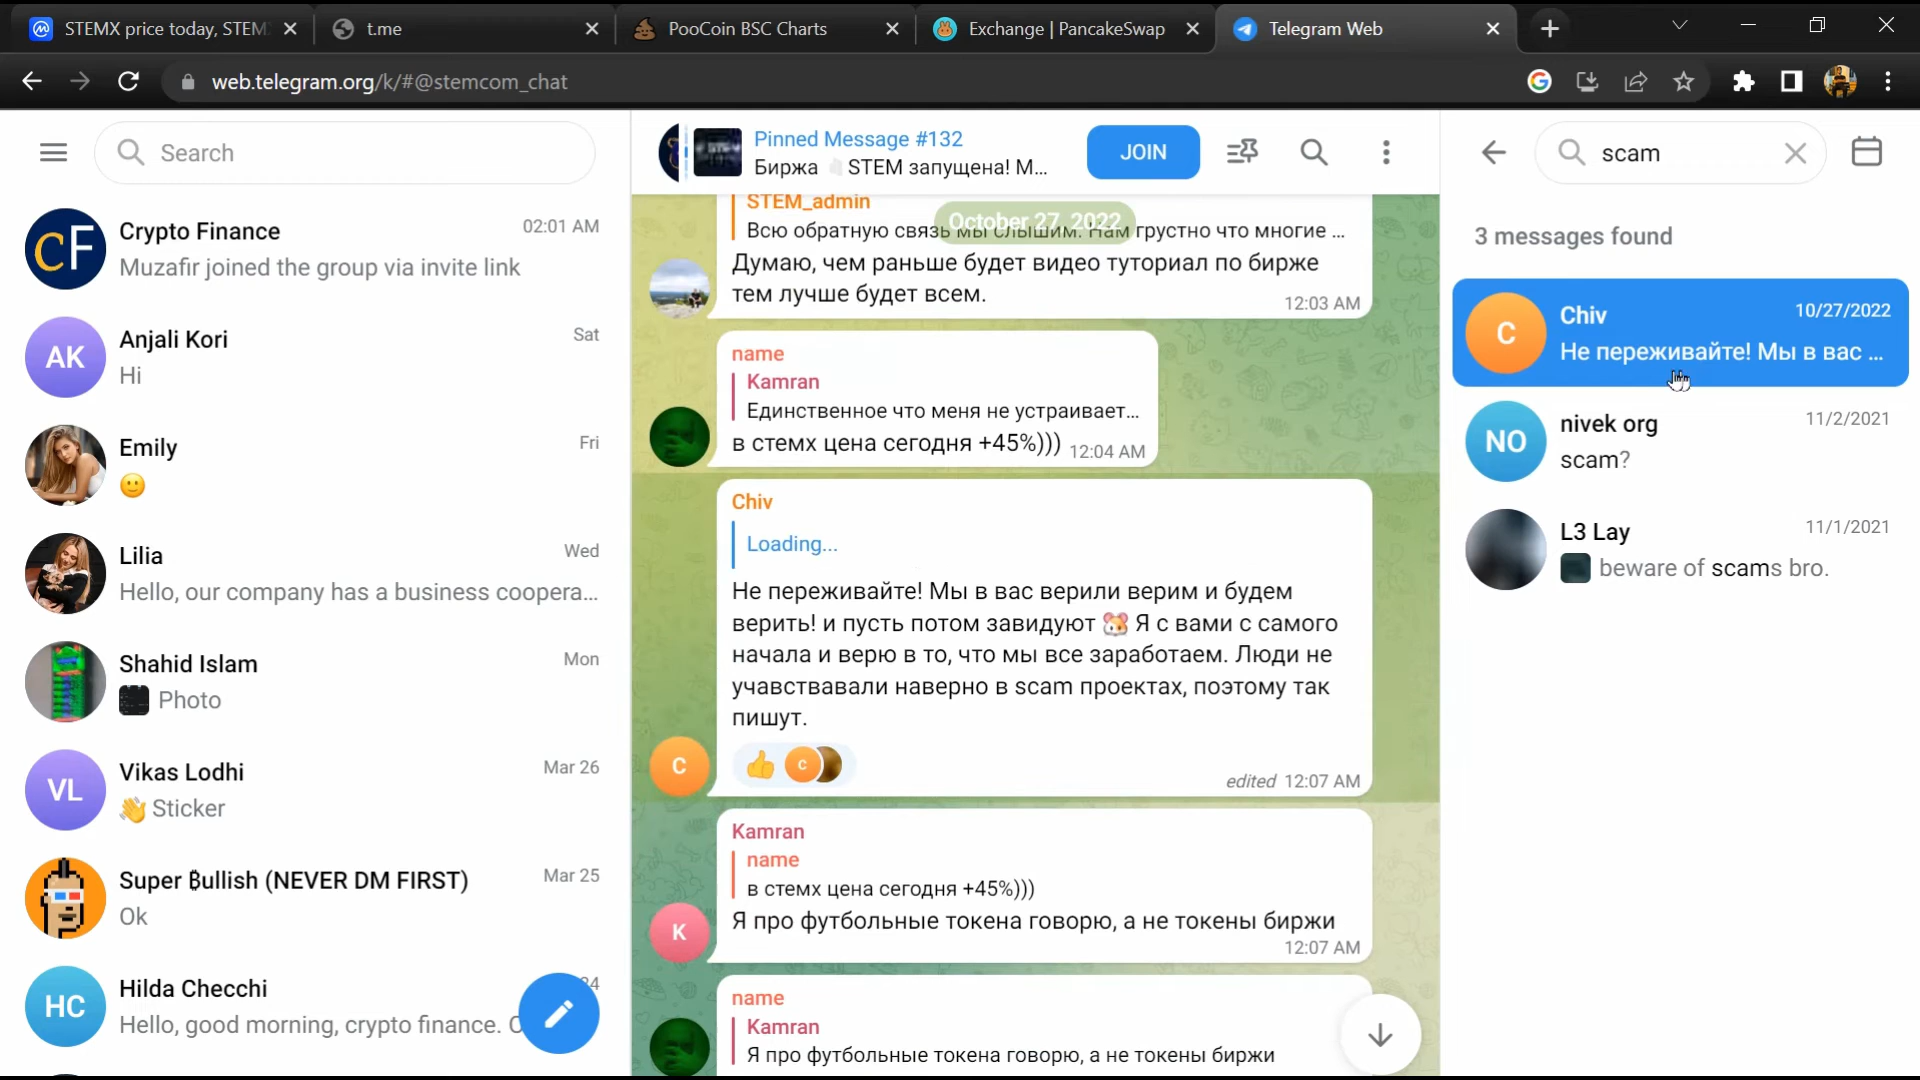 STEMX price today, STEM
t.me
PooCoin BSC Charts
Exchange | PancakeSwap
Telegram Web
web.telegram.org/k/#@stemcom_chat
Search
Crypto Finance
02:01 AM
Muzafir joined the group via invite link
AK
Anjali Kori
Sat
Hi
Emily
Fri
Lilia
Wed
Hello, our company has a business coopera...
Shahid Islam
Mon
Photo
VL
Vikas Lodhi
Mar 26
👋 Sticker
Super ₿ullish (NEVER DM FIRST)
Mar 25
Ok
HC
Hilda Checchi
24
Hello, good morning, crypto finance.
Pinned Message #132
Биржа STEM запущена! М...
JOIN
October 27, 2022
STEM_admin
Всю обратную связь мы слышим. Нам грустно что многие ...
Думаю, чем раньше будет видео туториал по бирже
тем лучше будет всем.
12:03 AM
name
Kamran
Единственное что меня не устраивает...
в стемх цена сегодня +45%)))
12:04 AM
Chiv
Loading...
Не переживайте! Мы в вас верили верим и будем
верить! и пусть потом завидуют 🐹 Я с вами с самого
начала и верю в то, что мы все заработаем. Люди не
учавствавали наверно в scam проектах, поэтому так
пишут.
C
C
edited 12:07 AM
Kamran
name
в стемх цена сегодня +45%)))
Я про футбольные токена говорю, а не токены биржи
K
12:07 AM
name
Kamran
Я про футбольные токена говорю, а не токены биржи
scam
3 messages found
C
Chiv
10/27/2022
Не переживайте! Мы в вас ...
NO
nivek org
11/2/2021
scam?
L3 Lay
11/1/2021
beware of scams bro.